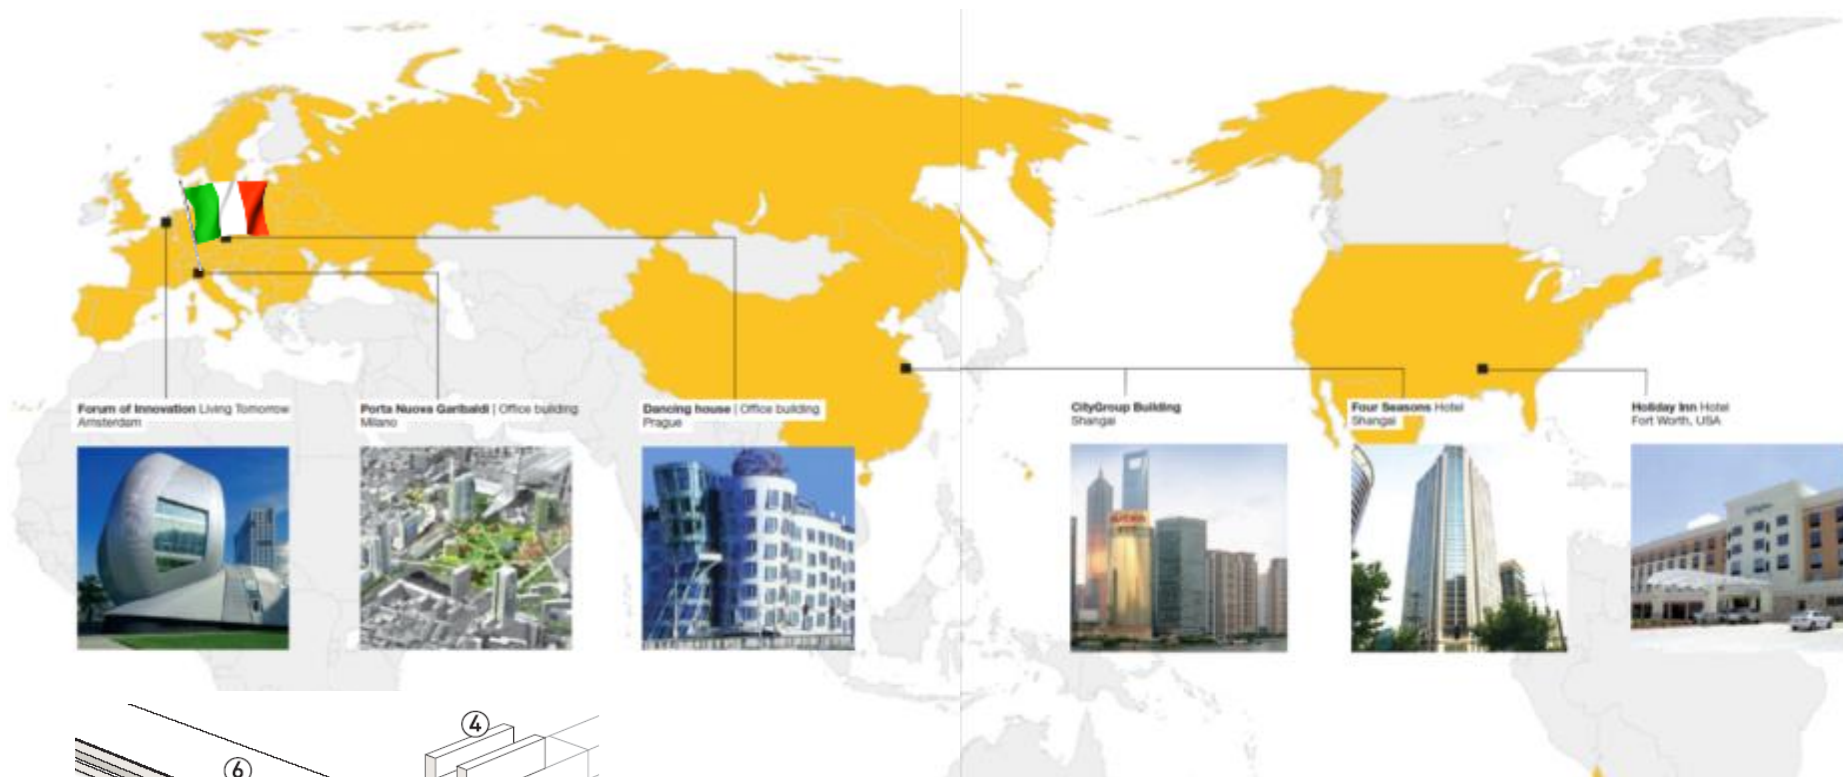 Forum of Innovation Living Tomorrow
Amsterdam
Porta Nuova Garibaldi | Office building
Milano
Dancing house | Office building
Prague
CityGroup Building
Shangai
Four Seasons Hotel
Shangai
Holiday Inn Hotel
Fort Worth, USA
4
6